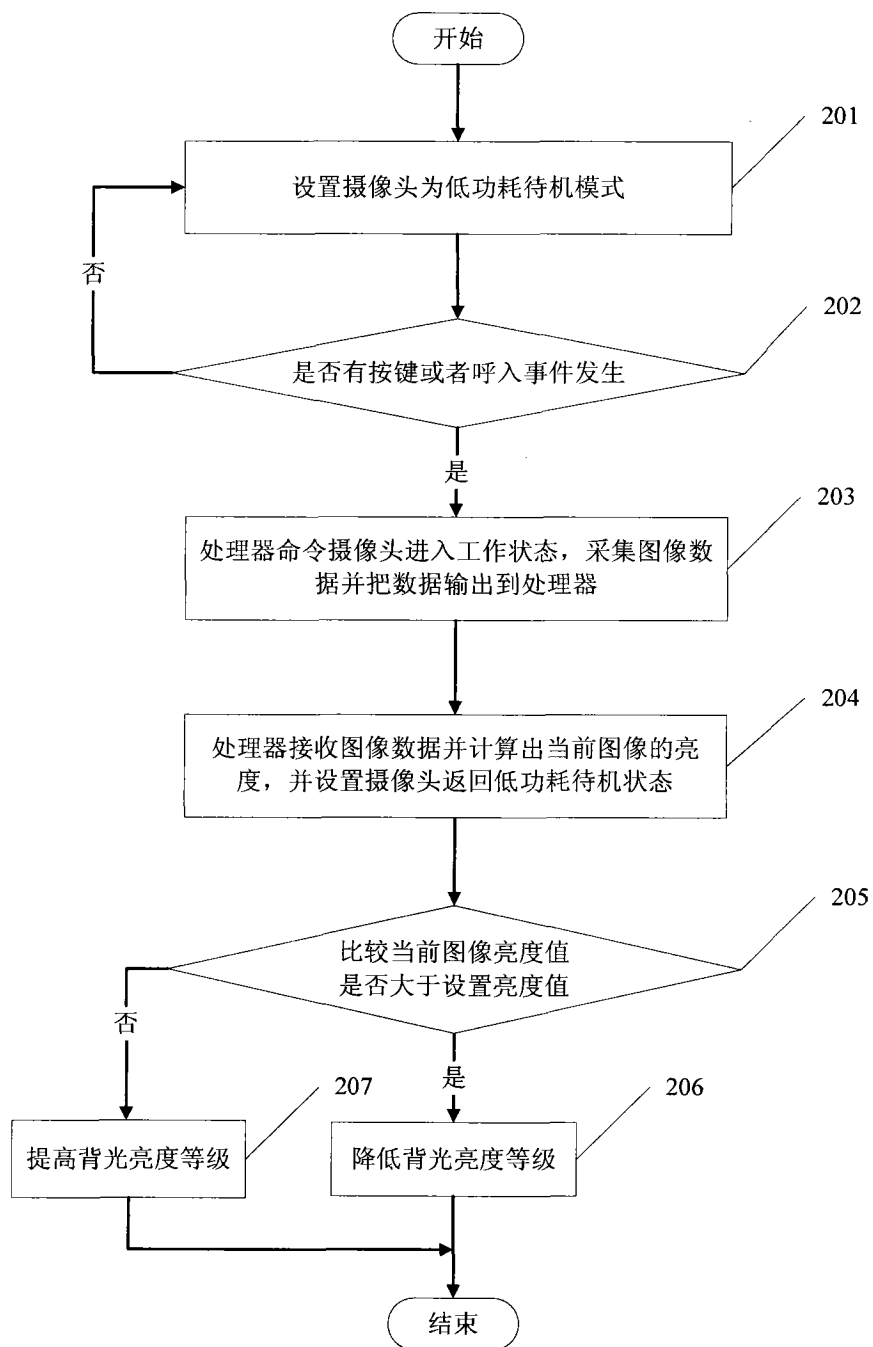 开始
201
设置摄像头为低功耗待机模式
否
202
是否有按键或者呼入事件发生
是
203
处理器命令摄像头进入工作状态，采集图像数
据并把数据输出到处理器
204
处理器接收图像数据并计算出当前图像的亮
度，并设置摄像头返回低功耗待机状态
205
比较当前图像亮度值
是否大于设置亮度值
否
是
207
206
提高背光亮度等级
降低背光亮度等级
结束